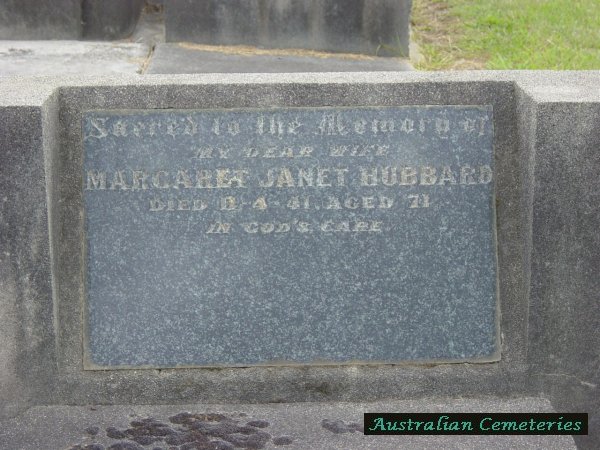 Sacred to the Memory of
MY DEAR WIFE
MARGARET JANET HUBBARD
DIED 12-4-41, AGED 71
IN GOD'S CARE.
Australian Cemeteries